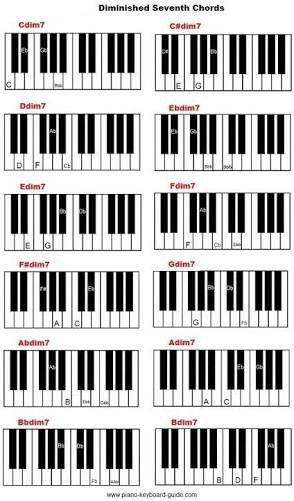 Diminished Seventh Chords
Cdim7 C#dim7
Eb Gb C#
C Bbb E G Bb
Ddim7 Ebdim7
Ab Eb Gb
D F Cb Bbb Dbb
Edim7 Fdim7
Bb Db Ab
E G F Cb Ebb
F#dim7 Gdim7
F# Eb Bb Db
A C G Fb
Abdim7 Adim7
Ab Eb Gb
B Ebb Gbb A C
Bbdim7 Bdim7
Bb Db Ab
Fb Abb B D F
www.piano-keyboard-guide.com